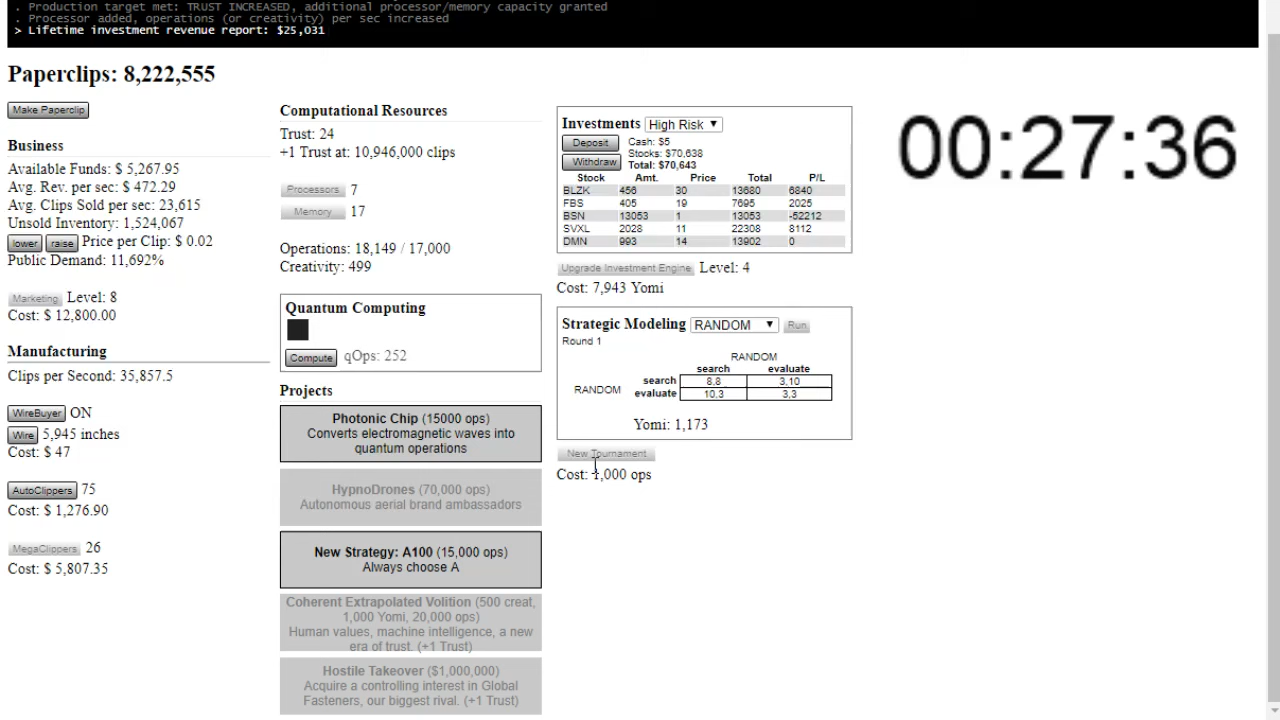 . Production target met: TRUST INCREASED, additional processor/memory capacity granted
. Processor added, operations (or creativity) per sec increased
> Lifetime investment revenue report: $25,031
Paperclips: 8,222,555
Make Paperclip
Business
Available Funds: $ 5,267.95
Avg. Rev. per sec: $ 472.29
Avg. Clips Sold per sec: 23,615
Unsold Inventory: 1,524,067
lower raise Price per Clip: $ 0.02
Public Demand: 11,692%
Marketing Level: 8
Cost: $ 12,800.00
Manufacturing
Clips per Second: 35,857.5
WireBuyer ON
Wire 5,945 inches
Cost: $ 47
AutoClippers 75
Cost: $ 1,276.90
MegaClippers 26
Cost: $ 5,807.35
Computational Resources
Trust: 24
+1 Trust at: 10,946,000 clips
Processors 7
Memory 17
Operations: 18,149 / 17,000
Creativity: 499
Quantum Computing
Compute qOps: 252
Projects
Photonic Chip (15000 ops)
Converts electromagnetic waves into
quantum operations
HypnoDrones (70,000 ops)
Autonomous aerial brand ambassadors
New Strategy: A100 (15,000 ops)
Always choose A
Coherent Extrapolated Volition (500 creat,
1,000 Yomi, 20,000 ops)
Human values, machine intelligence, a new
era of trust. (+1 Trust)
Hostile Takeover ($1,000,000)
Acquire a controlling interest in Global
Fasteners, our biggest rival. (+1 Trust)
Investments High Risk ▼
Deposit Cash: $5
Stocks: $70,638
Withdraw Total: $70,643
Stock Amt. Price Total P/L
BLZK 456 30 13680 6840
FBS 405 19 7695 2025
BSN 13053 1 13053 -52212
SVXL 2028 11 22308 8112
DMN 993 14 13902 0
Upgrade Investment Engine Level: 4
Cost: 7,943 Yomi
Strategic Modeling RANDOM ▼ Run
Round 1
RANDOM
search evaluate
RANDOM search 8,8 3,10
evaluate 10,3 3,3
Yomi: 1,173
New Tournament
Cost: 1,000 ops
00:27:36